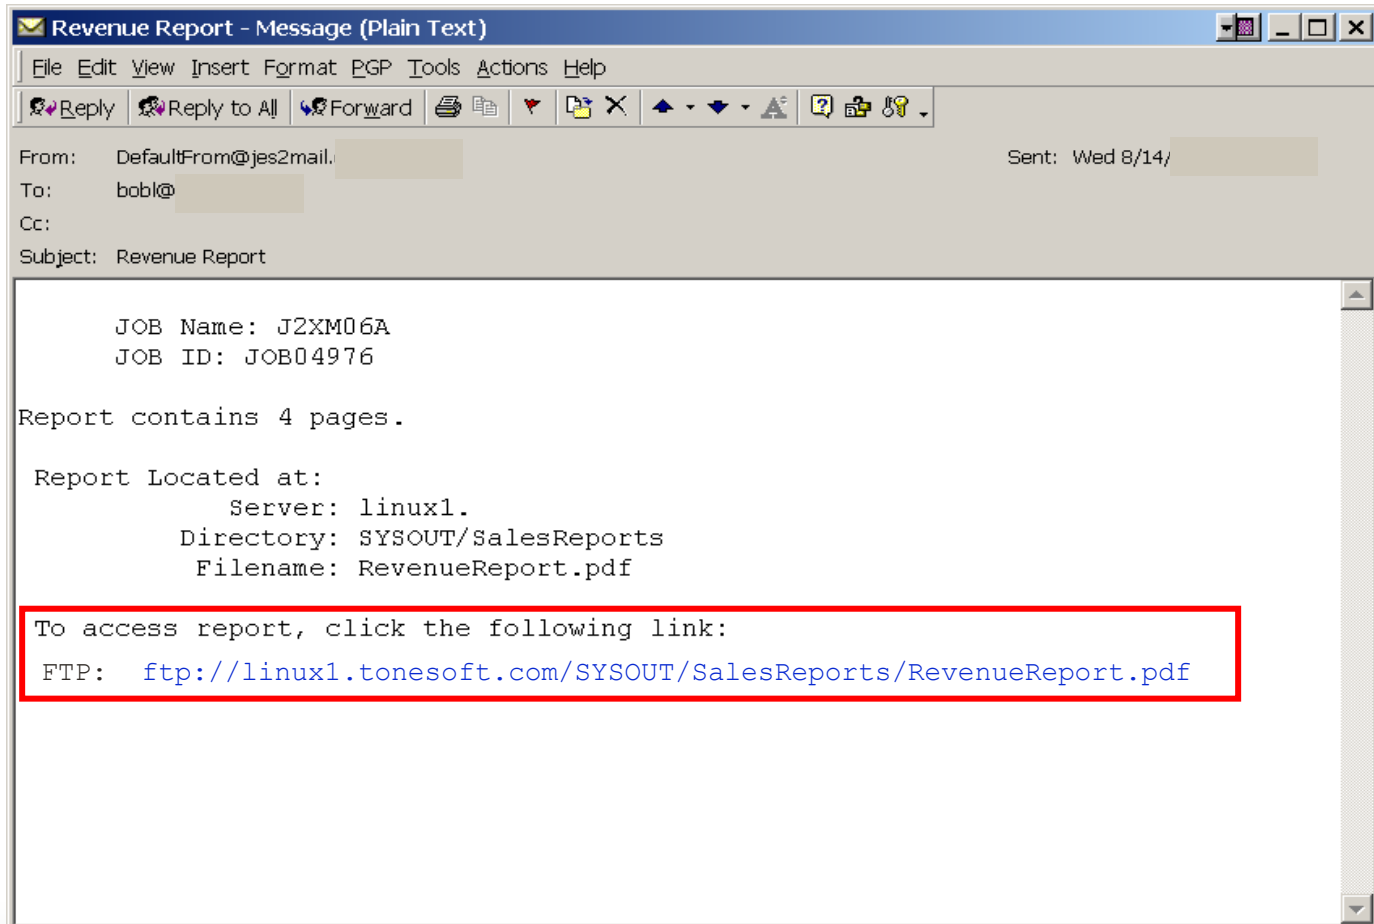 Revenue Report - Message (Plain Text)
File Edit View Insert Format PGP Tools Actions Help
Reply Reply to All Forward
From: DefaultFrom@jes2mail.
Sent: Wed 8/14/
To: bobl@
Cc:
Subject: Revenue Report
JOB Name: J2XM06A
JOB ID: JOB04976
Report contains 4 pages.
Report Located at:
Server: linux1.
Directory: SYSOUT/SalesReports
Filename: RevenueReport.pdf
To access report, click the following link:
FTP: ftp://linux1.tonesoft.com/SYSOUT/SalesReports/RevenueReport.pdf